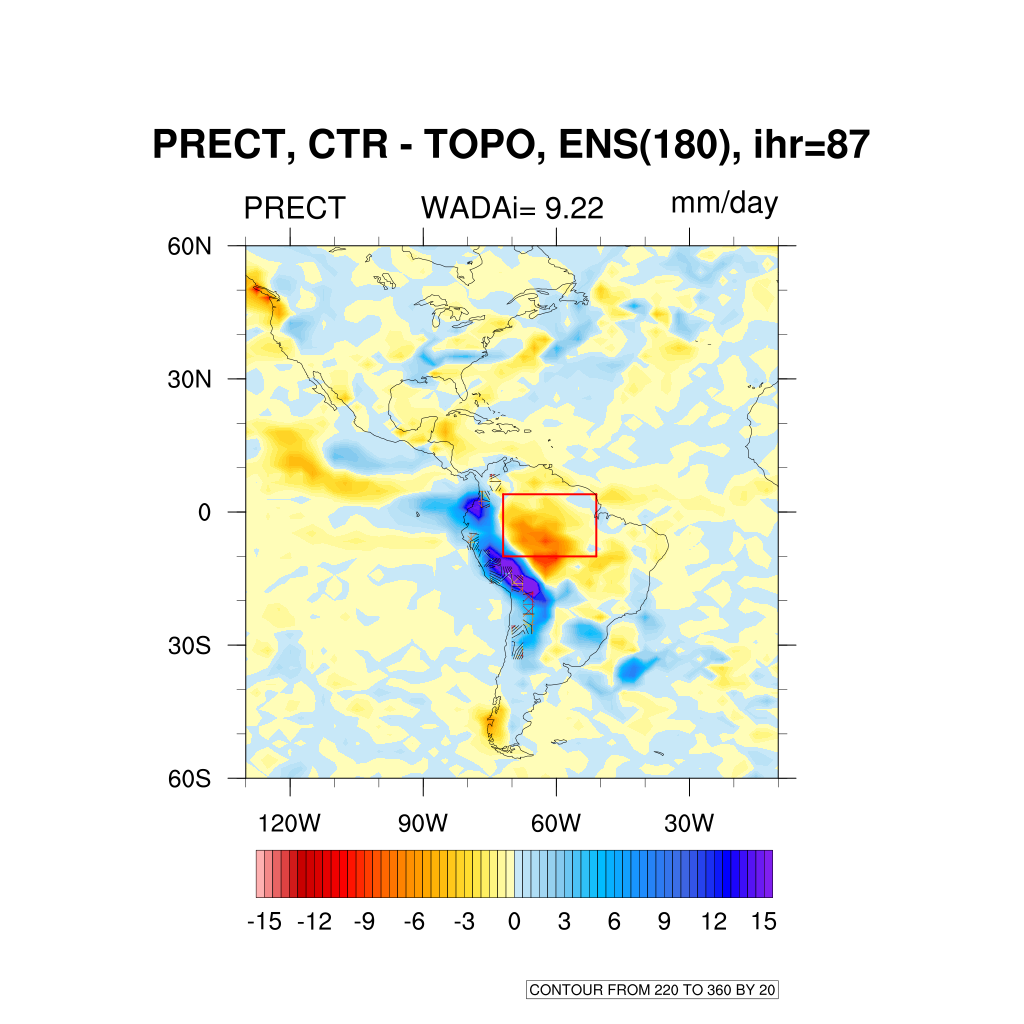 PRECT, CTR - TOPO, ENS(180), ihr=87
PRECT WADAi= 9.22 mm/day
60N
30N
0
30S
60S
120W 90W 60W 30W
-15 -12 -9 -6 -3 0 3 6 9 12 15
CONTOUR FROM 220 TO 360 BY 20